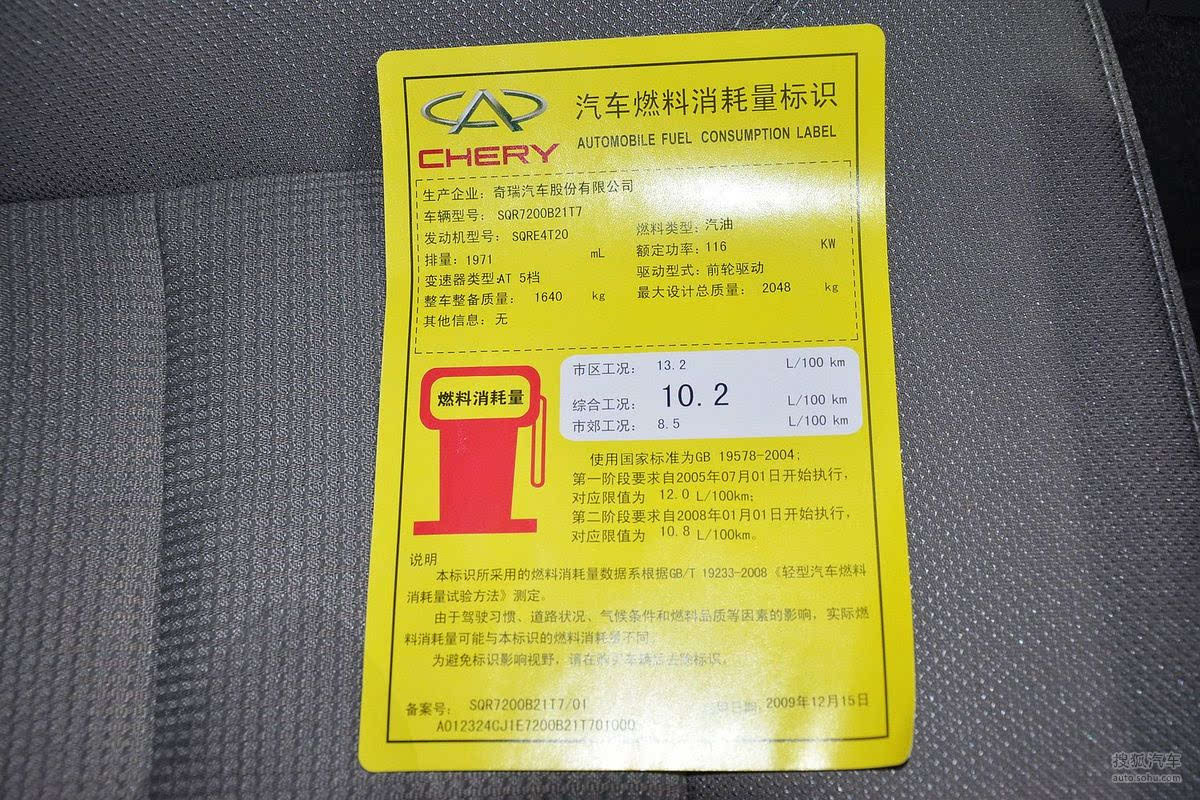 汽车燃料消耗量标识
CHERY
AUTOMOBILE FUEL CONSUMPTION LABEL
生产企业：奇瑞汽车股份有限公司
车辆型号：SQR7200B21T7
发动机型号：SQRE4T20
燃料类型：汽油
排量：1971 mL
额定功率：116 KW
变速器类型：AT 5档
驱动型式：前轮驱动
整车整备质量：1640 kg
最大设计总质量：2048 kg
其他信息：无
燃料消耗量
市区工况：13.2 L/100 km
综合工况：10.2 L/100 km
市郊工况：8.5 L/100 km
使用国家标准为GB 19578-2004；
第一阶段要求自2005年07月01日开始执行，
对应限值为 12.0 L/100km；
第二阶段要求自2008年01月01日开始执行，
对应限值为 10.8 L/100km。
说明
本标识所采用的燃料消耗量数据系根据GB/T 19233-2008《轻型汽车燃料
消耗量试验方法》测定。
由于驾驶习惯、道路状况、气候条件和燃料品质等因素的影响，实际燃
料消耗量可能与本标识的燃料消耗量不同。
为避免标识影响视野，请在购买车辆后去除标识。
备案号：SQR7200B21T7/01
日期：2009年12月15日
A012324CJ1E7200B21T701000
搜狐汽车
auto.sohu.com